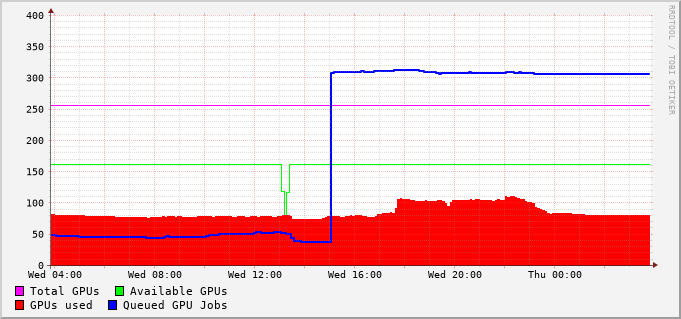 400
350
300
250
200
150
100
50
0
Wed 04:00 Wed 08:00 Wed 12:00 Wed 16:00 Wed 20:00 Thu 00:00
Total GPUs Available GPUs
GPUs used Queued GPU Jobs
RRDTOOL / TOBI OETIKER